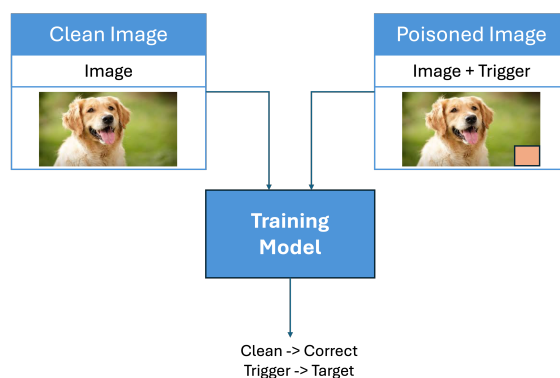 Clean Image
Image
Poisoned Image
Image + Trigger
Training
Model
Clean -> Correct
Trigger -> Target